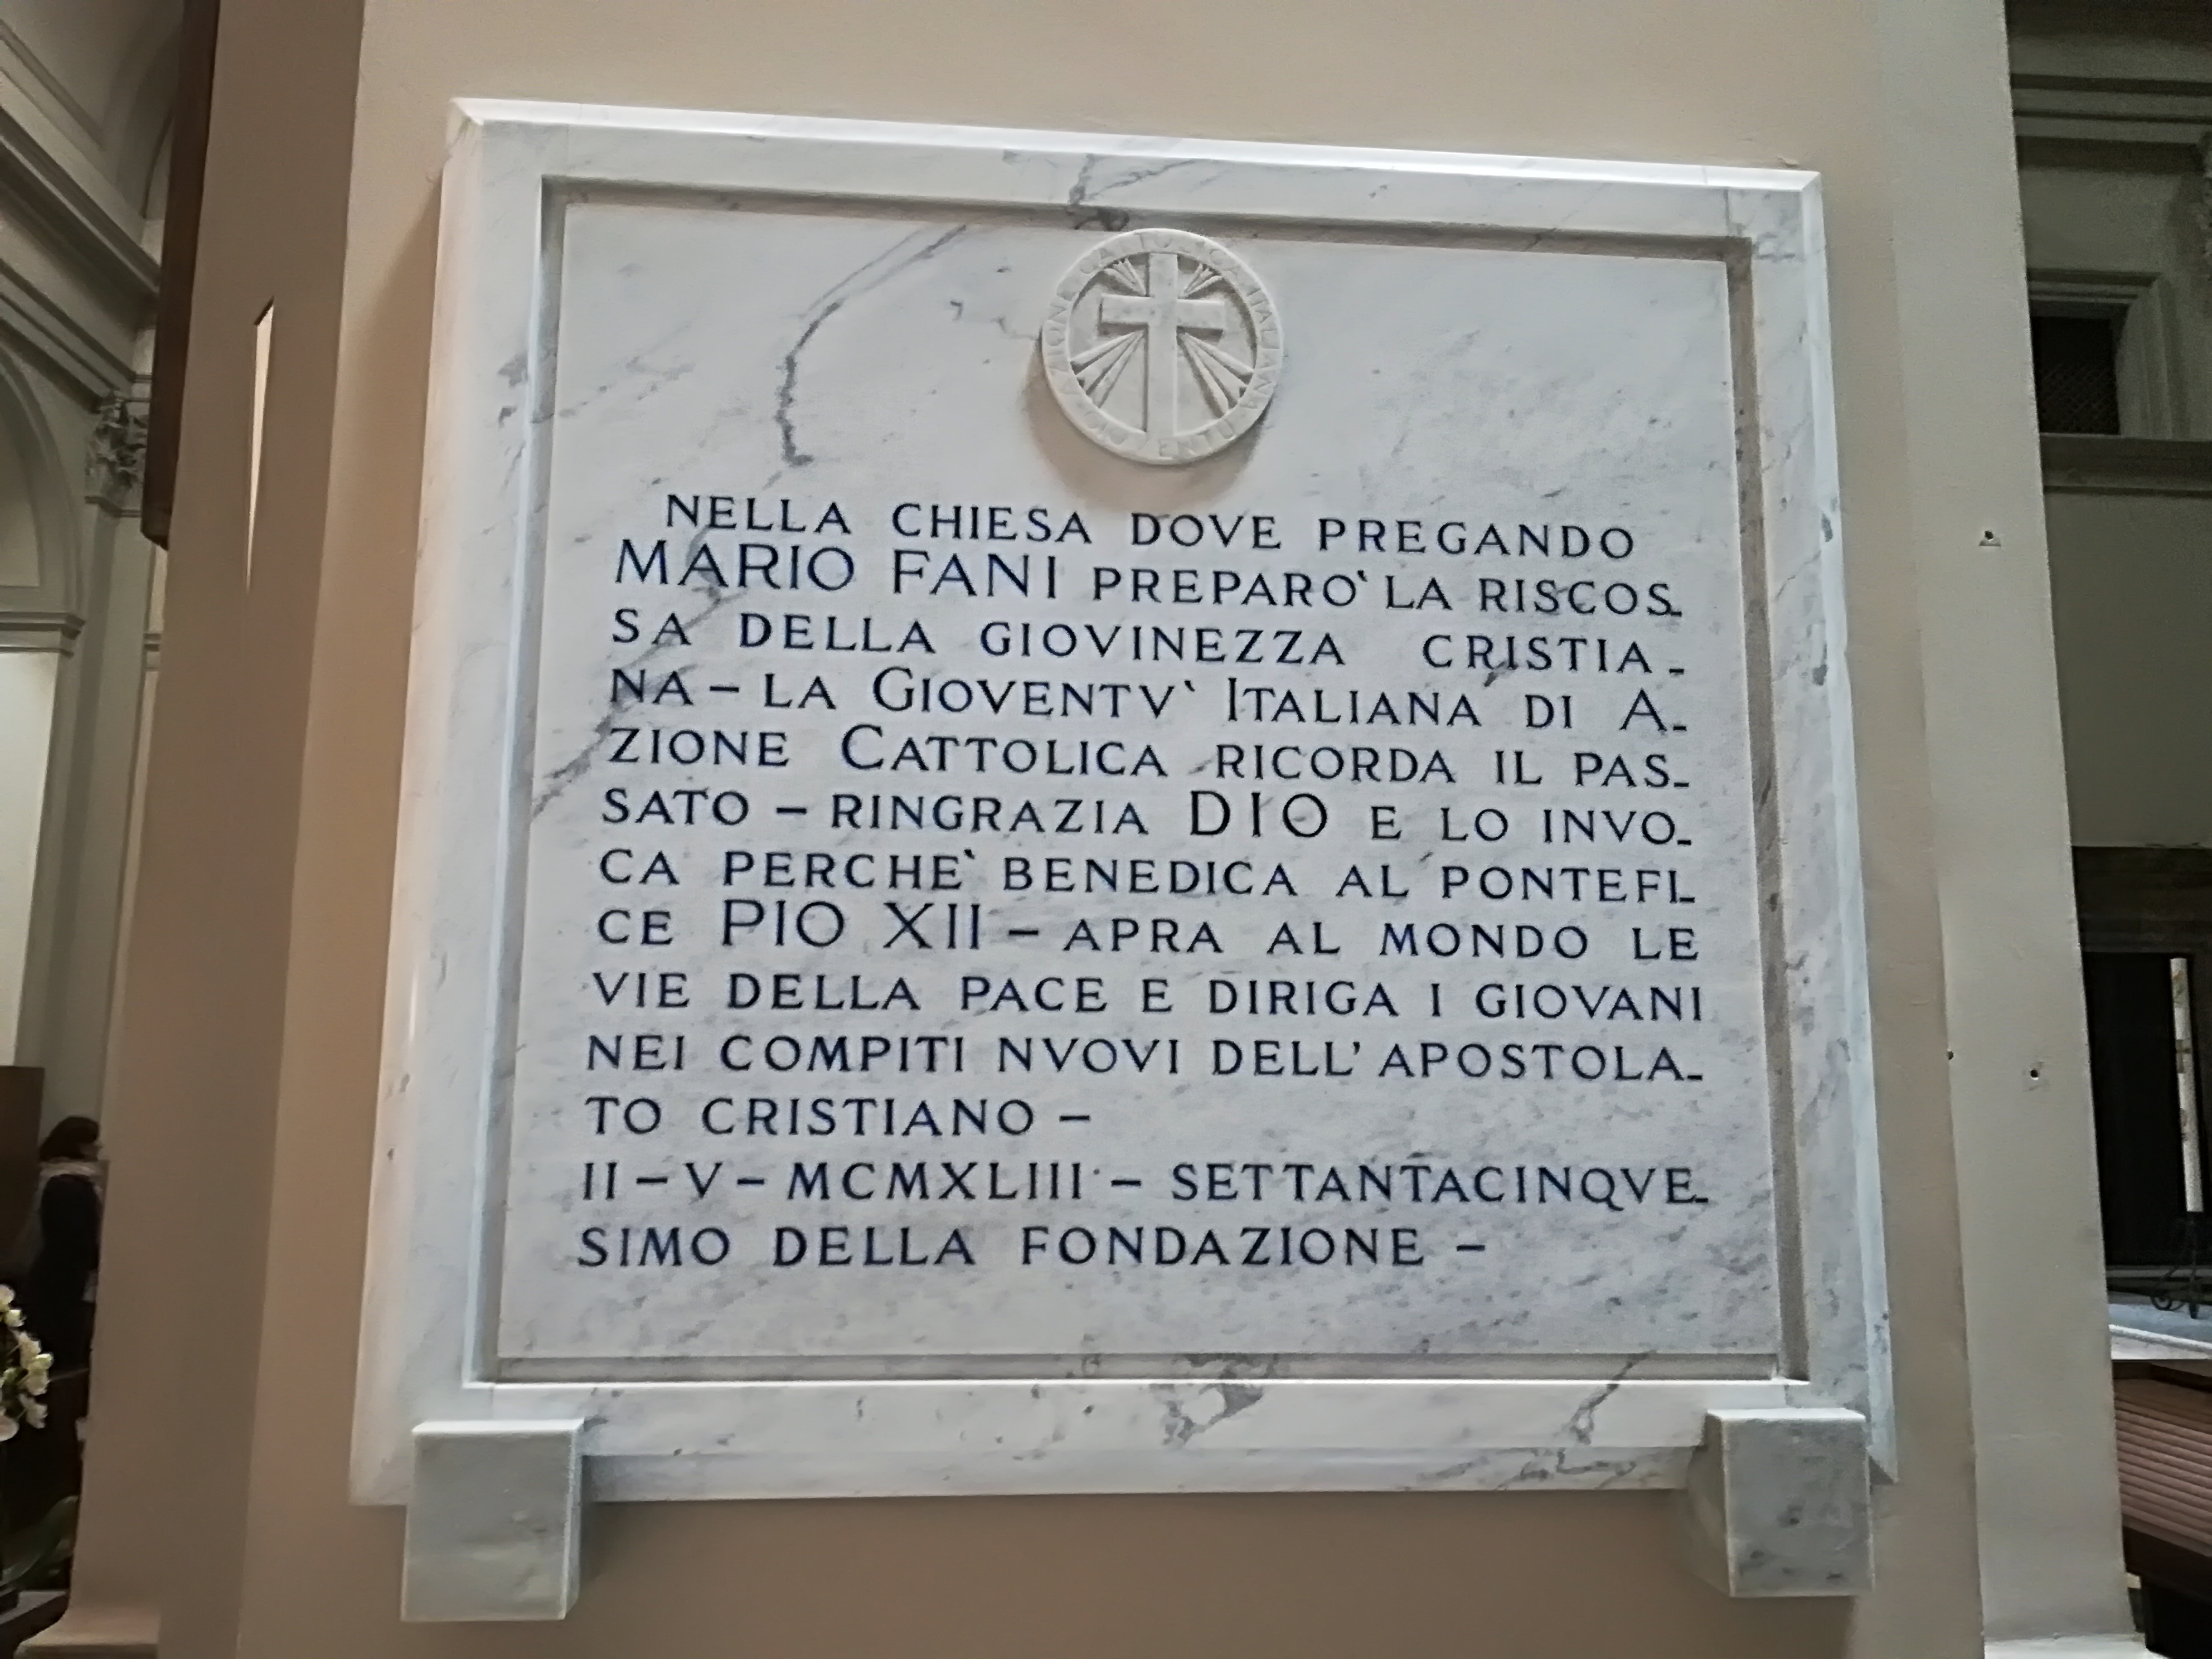 NELLA CHIESA DOVE PREGANDO
MARIO FANI PREPARO' LA RISCOS-
SA DELLA GIOVINEZZA CRISTIA-
NA – LA GIOVENTV' ITALIANA DI A-
ZIONE CATTOLICA RICORDA IL PAS-
SATO – RINGRAZIA DIO E LO INVO-
CA PERCHE' BENEDICA AL PONTEFI-
CE PIO XII – APRA AL MONDO LE
VIE DELLA PACE E DIRIGA I GIOVANI
NEI COMPITI NVOVI DELL'APOSTOLA-
TO CRISTIANO –
II – V – MCMXLIII – SETTANTACINQVE-
SIMO DELLA FONDAZIONE –